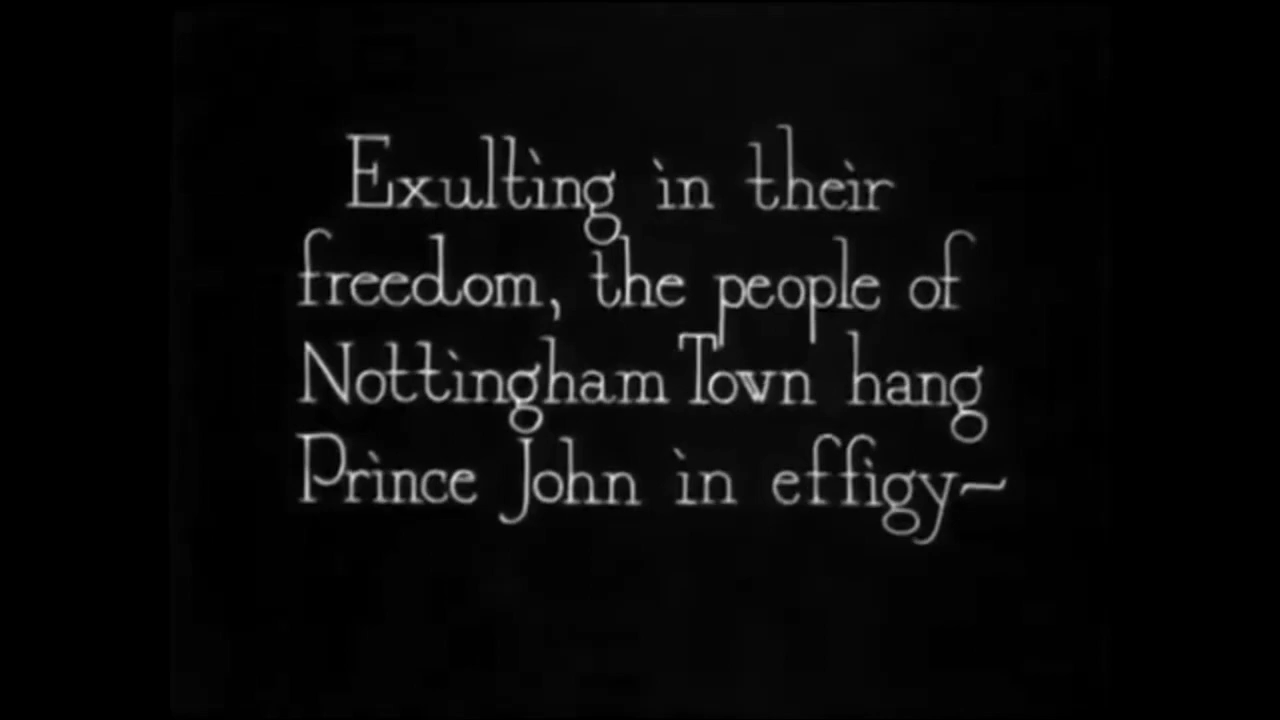 Exulting in their
freedom, the people of
Nottingham Town hang
Prince John in effigy~